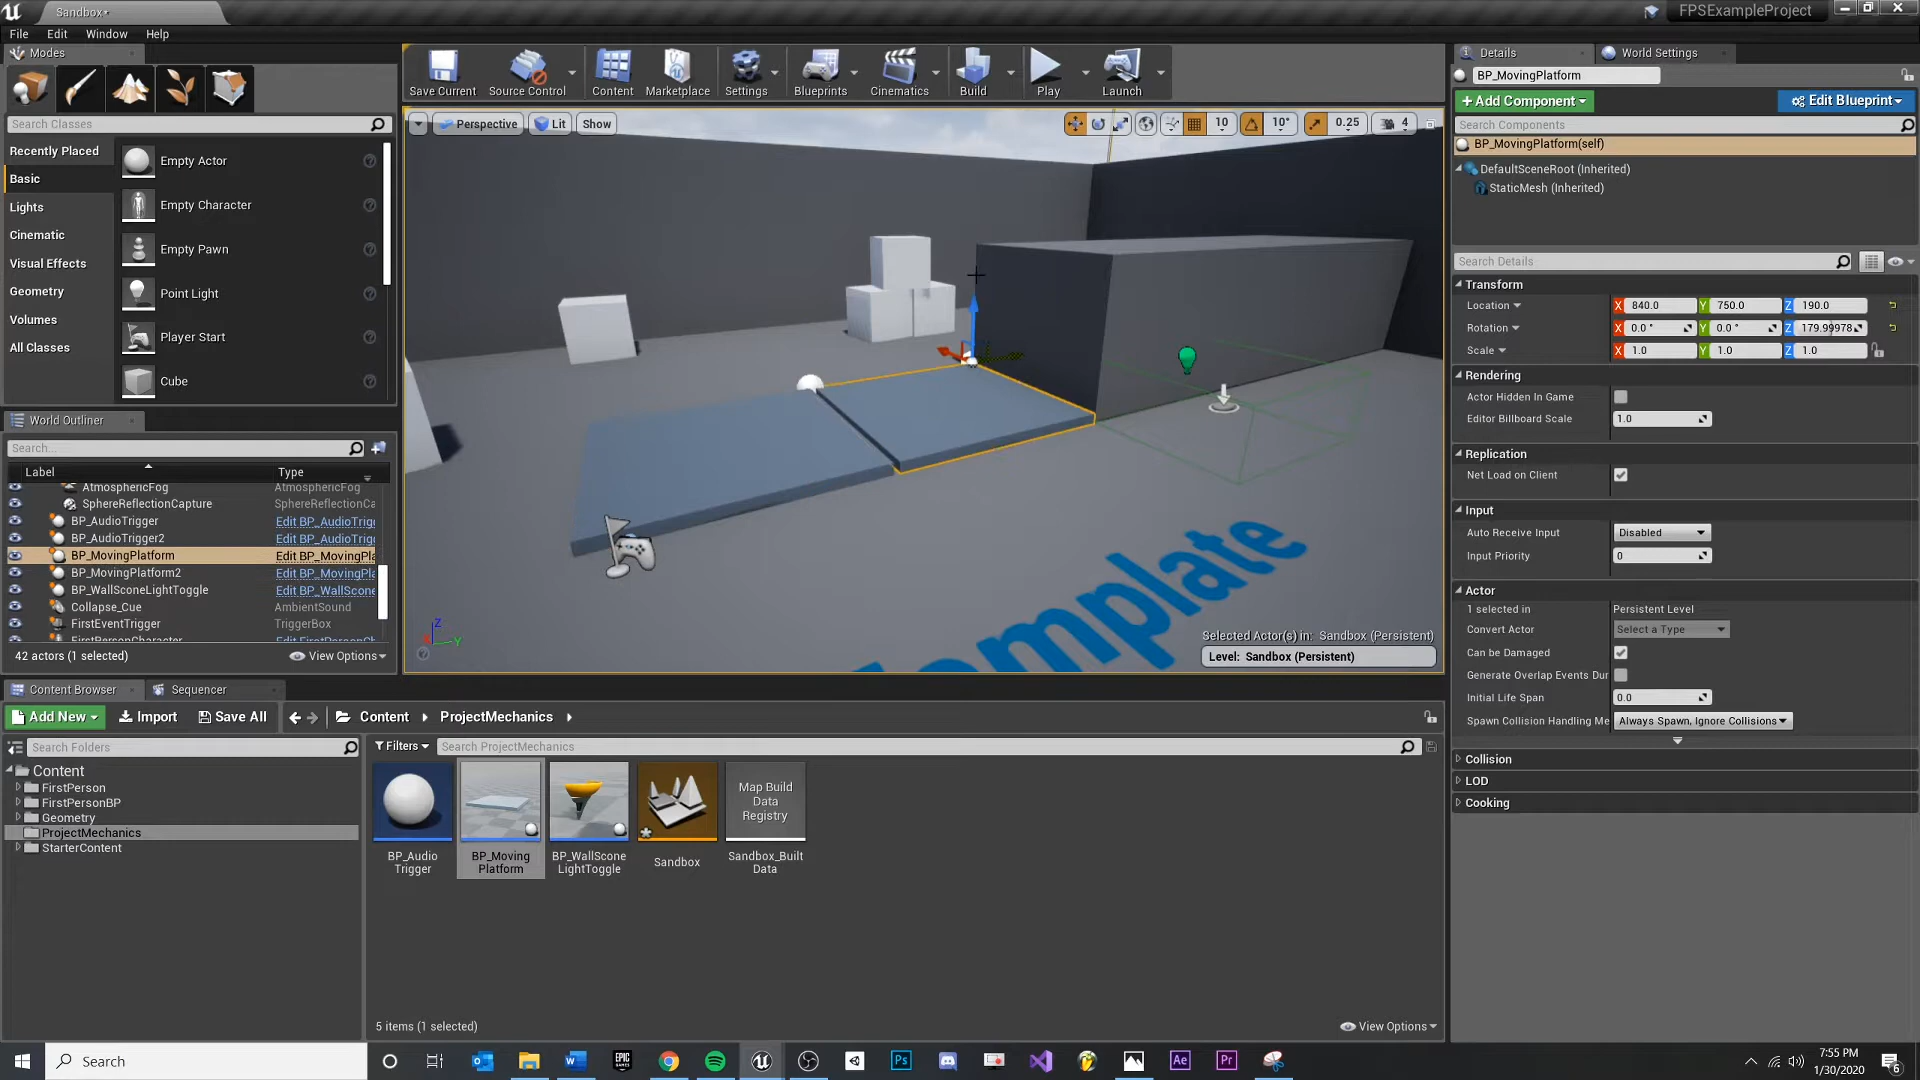 Sandbox•
FPSExampleProject
File Edit Window Help
Modes
Search Classes
Recently Placed
Basic
Lights
Cinematic
Visual Effects
Geometry
Volumes
All Classes
Empty Actor
Empty Character
Empty Pawn
Point Light
Player Start
Cube
World Outliner
Search...
Label Type
AtmosphericFog AtmosphericFog
SphereReflectionCapture SphereReflectionCa
BP_AudioTrigger Edit BP_AudioTrigg
BP_AudioTrigger2 Edit BP_AudioTrigg
BP_MovingPlatform Edit BP_MovingPla
BP_MovingPlatform2 Edit BP_MovingPla
BP_WallSconeLightToggle Edit BP_WallScone
Collapse_Cue AmbientSound
FirstEventTrigger TriggerBox
FirstPersonCharacter Edit FirstPersonCh
42 actors (1 selected) View Options
Save Current Source Control Content Marketplace Settings Blueprints Cinematics Build Play Launch
Perspective Lit Show
10 10° 0.25 4
Template
Z
X Y
Selected Actor(s) in: Sandbox (Persistent)
Level: Sandbox (Persistent)
Details World Settings
BP_MovingPlatform
+Add Component Edit Blueprint
Search Components
BP_MovingPlatform(self)
DefaultSceneRoot (Inherited)
StaticMesh (Inherited)
Search Details
Transform
Location X 840.0 Y 750.0 Z 190.0
Rotation X 0.0 ° Y 0.0 ° Z 179.99978
Scale X 1.0 Y 1.0 Z 1.0
Rendering
Actor Hidden In Game
Editor Billboard Scale 1.0
Replication
Net Load on Client
Input
Auto Receive Input Disabled
Input Priority 0
Actor
1 selected in Persistent Level
Convert Actor Select a Type
Can be Damaged
Generate Overlap Events Dur
Initial Life Span 0.0
Spawn Collision Handling Me Always Spawn, Ignore Collisions
Collision
LOD
Cooking
Content Browser Sequencer
Add New Import Save All Content ProjectMechanics
Search Folders
Filters Search ProjectMechanics
Content
FirstPerson
FirstPersonBP
Geometry
ProjectMechanics
StarterContent
Map Build
Data
Registry
BP_Audio
Trigger
BP_Moving
Platform
BP_WallScone
LightToggle
Sandbox
Sandbox_Built
Data
5 items (1 selected) View Options
Search
EPIC
GAMES
Ps
Ae
Pr
7:55 PM
1/30/2020
6